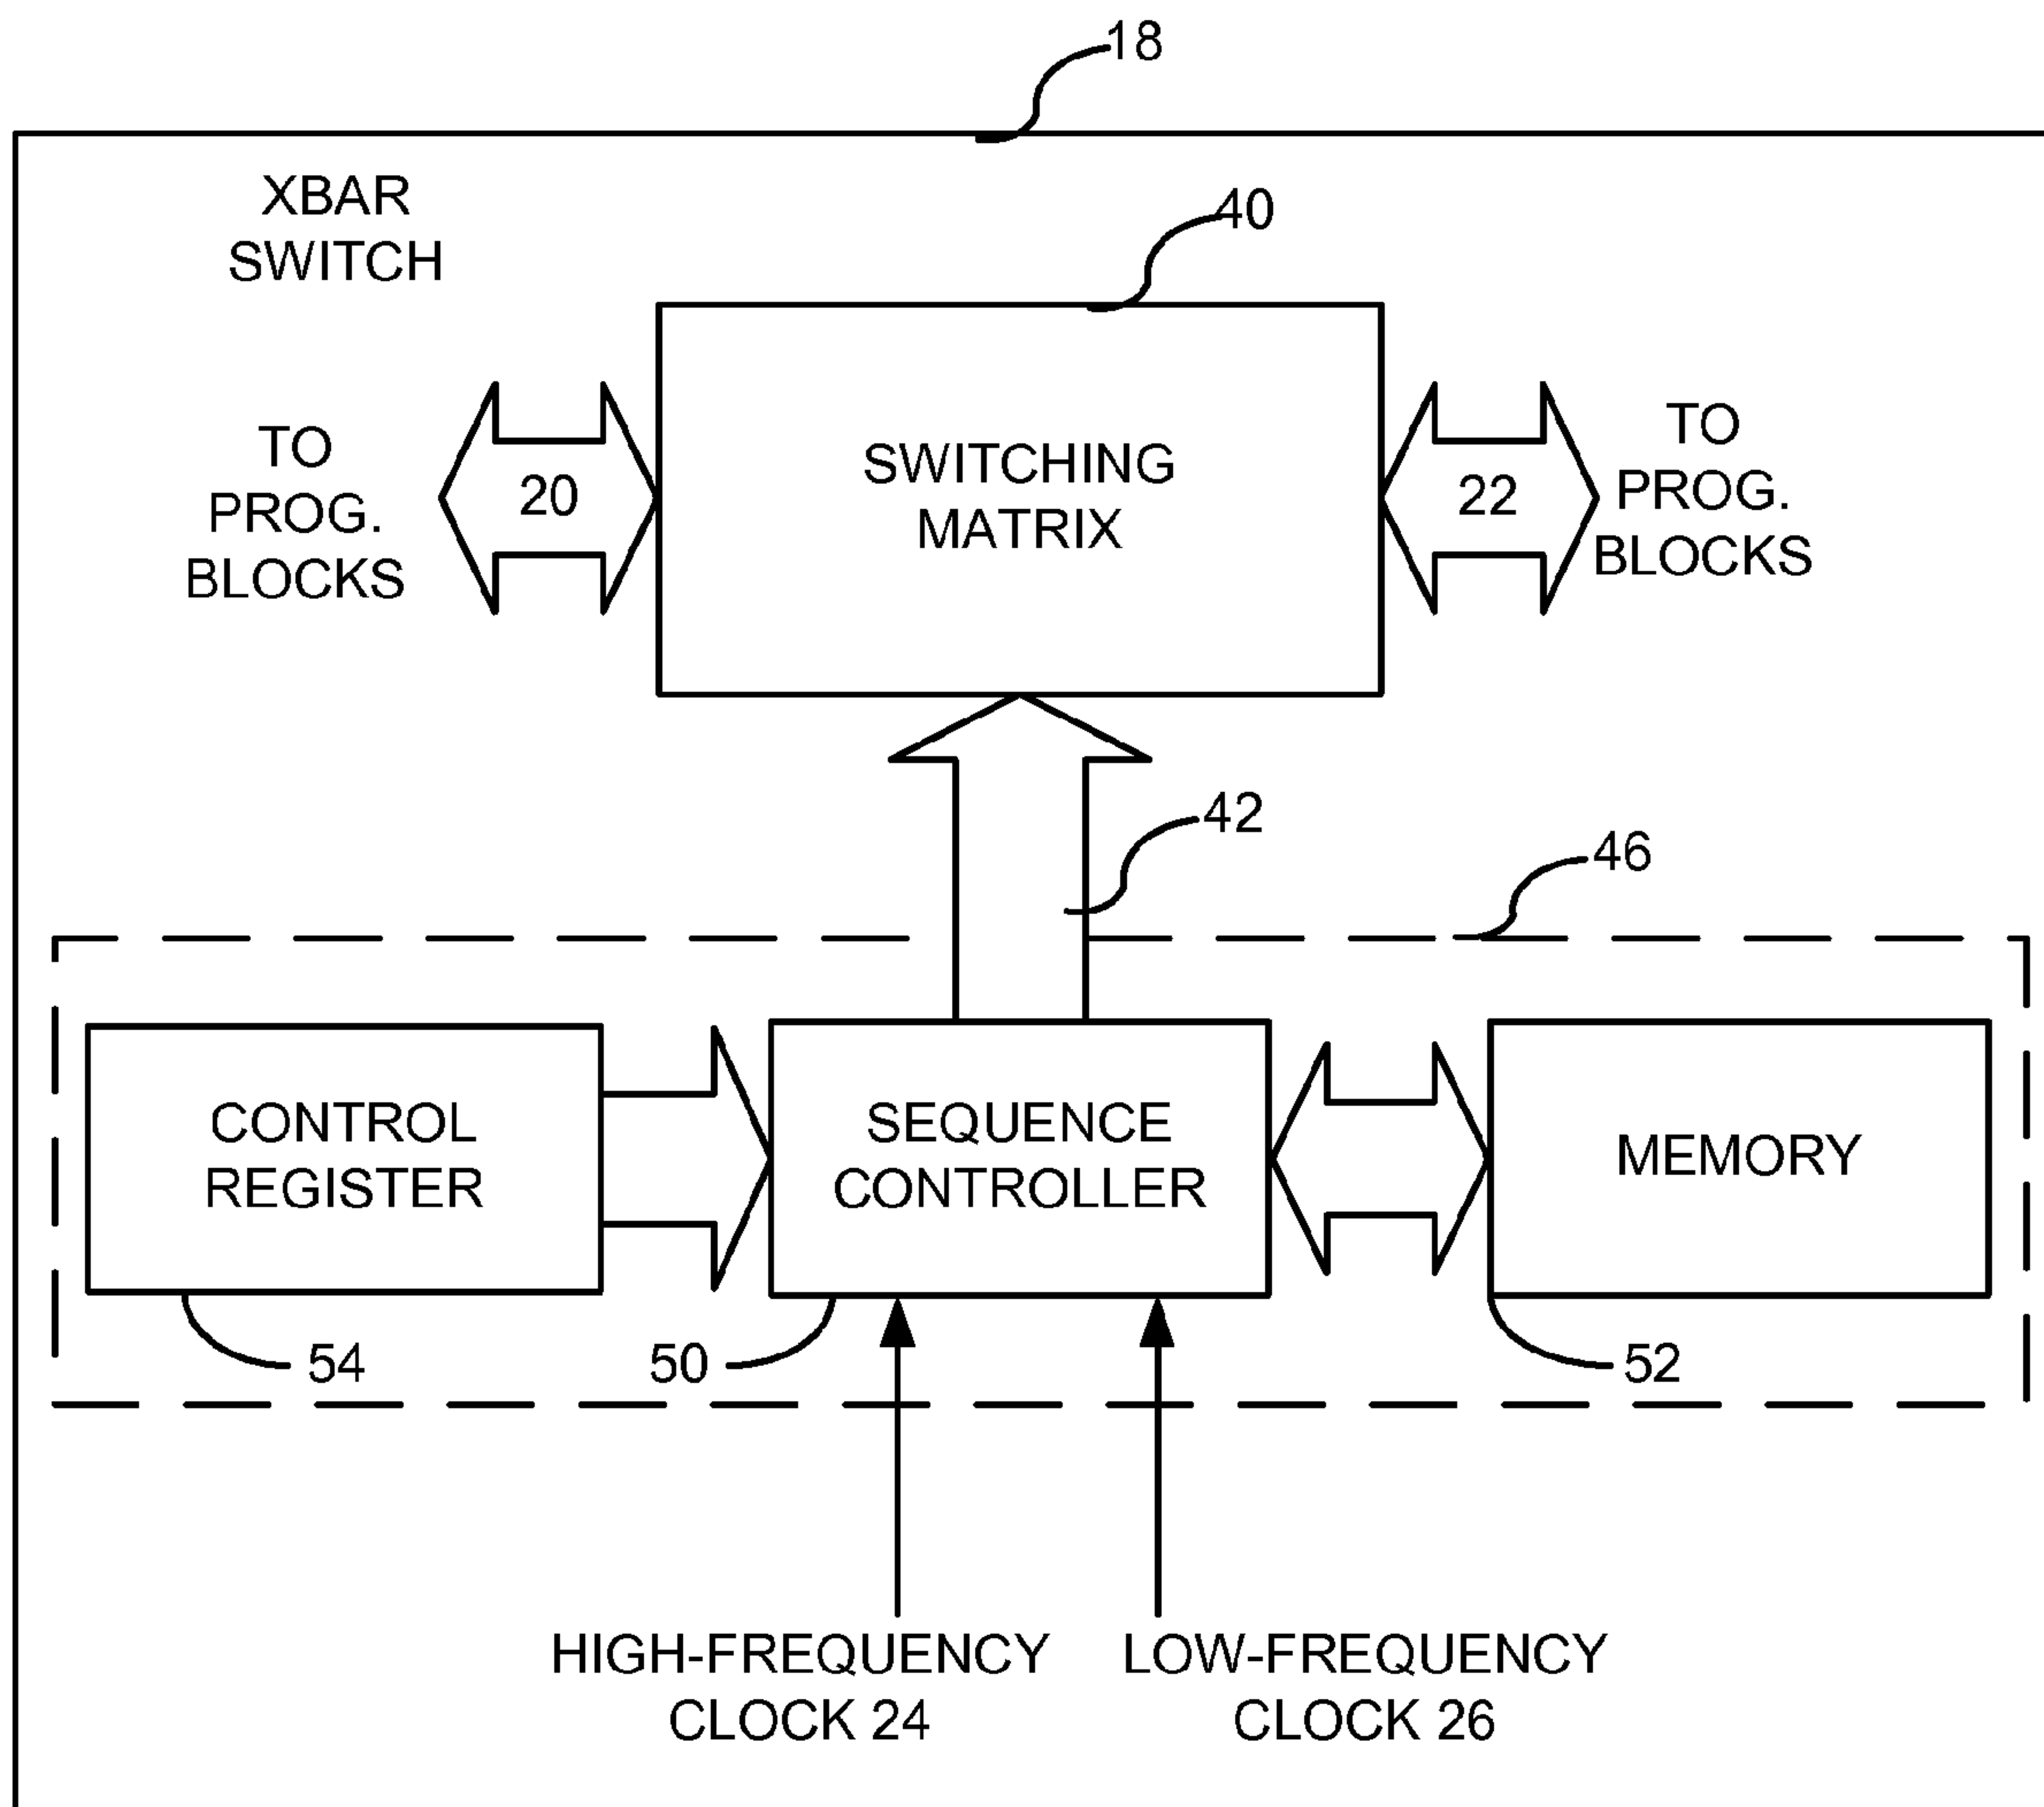 18
XBAR
SWITCH
40
TO
PROG.
BLOCKS
20
SWITCHING
MATRIX
22
TO
PROG.
BLOCKS
42
46
CONTROL
REGISTER
SEQUENCE
CONTROLLER
MEMORY
54
50
52
HIGH-FREQUENCY
CLOCK 24
LOW-FREQUENCY
CLOCK 26